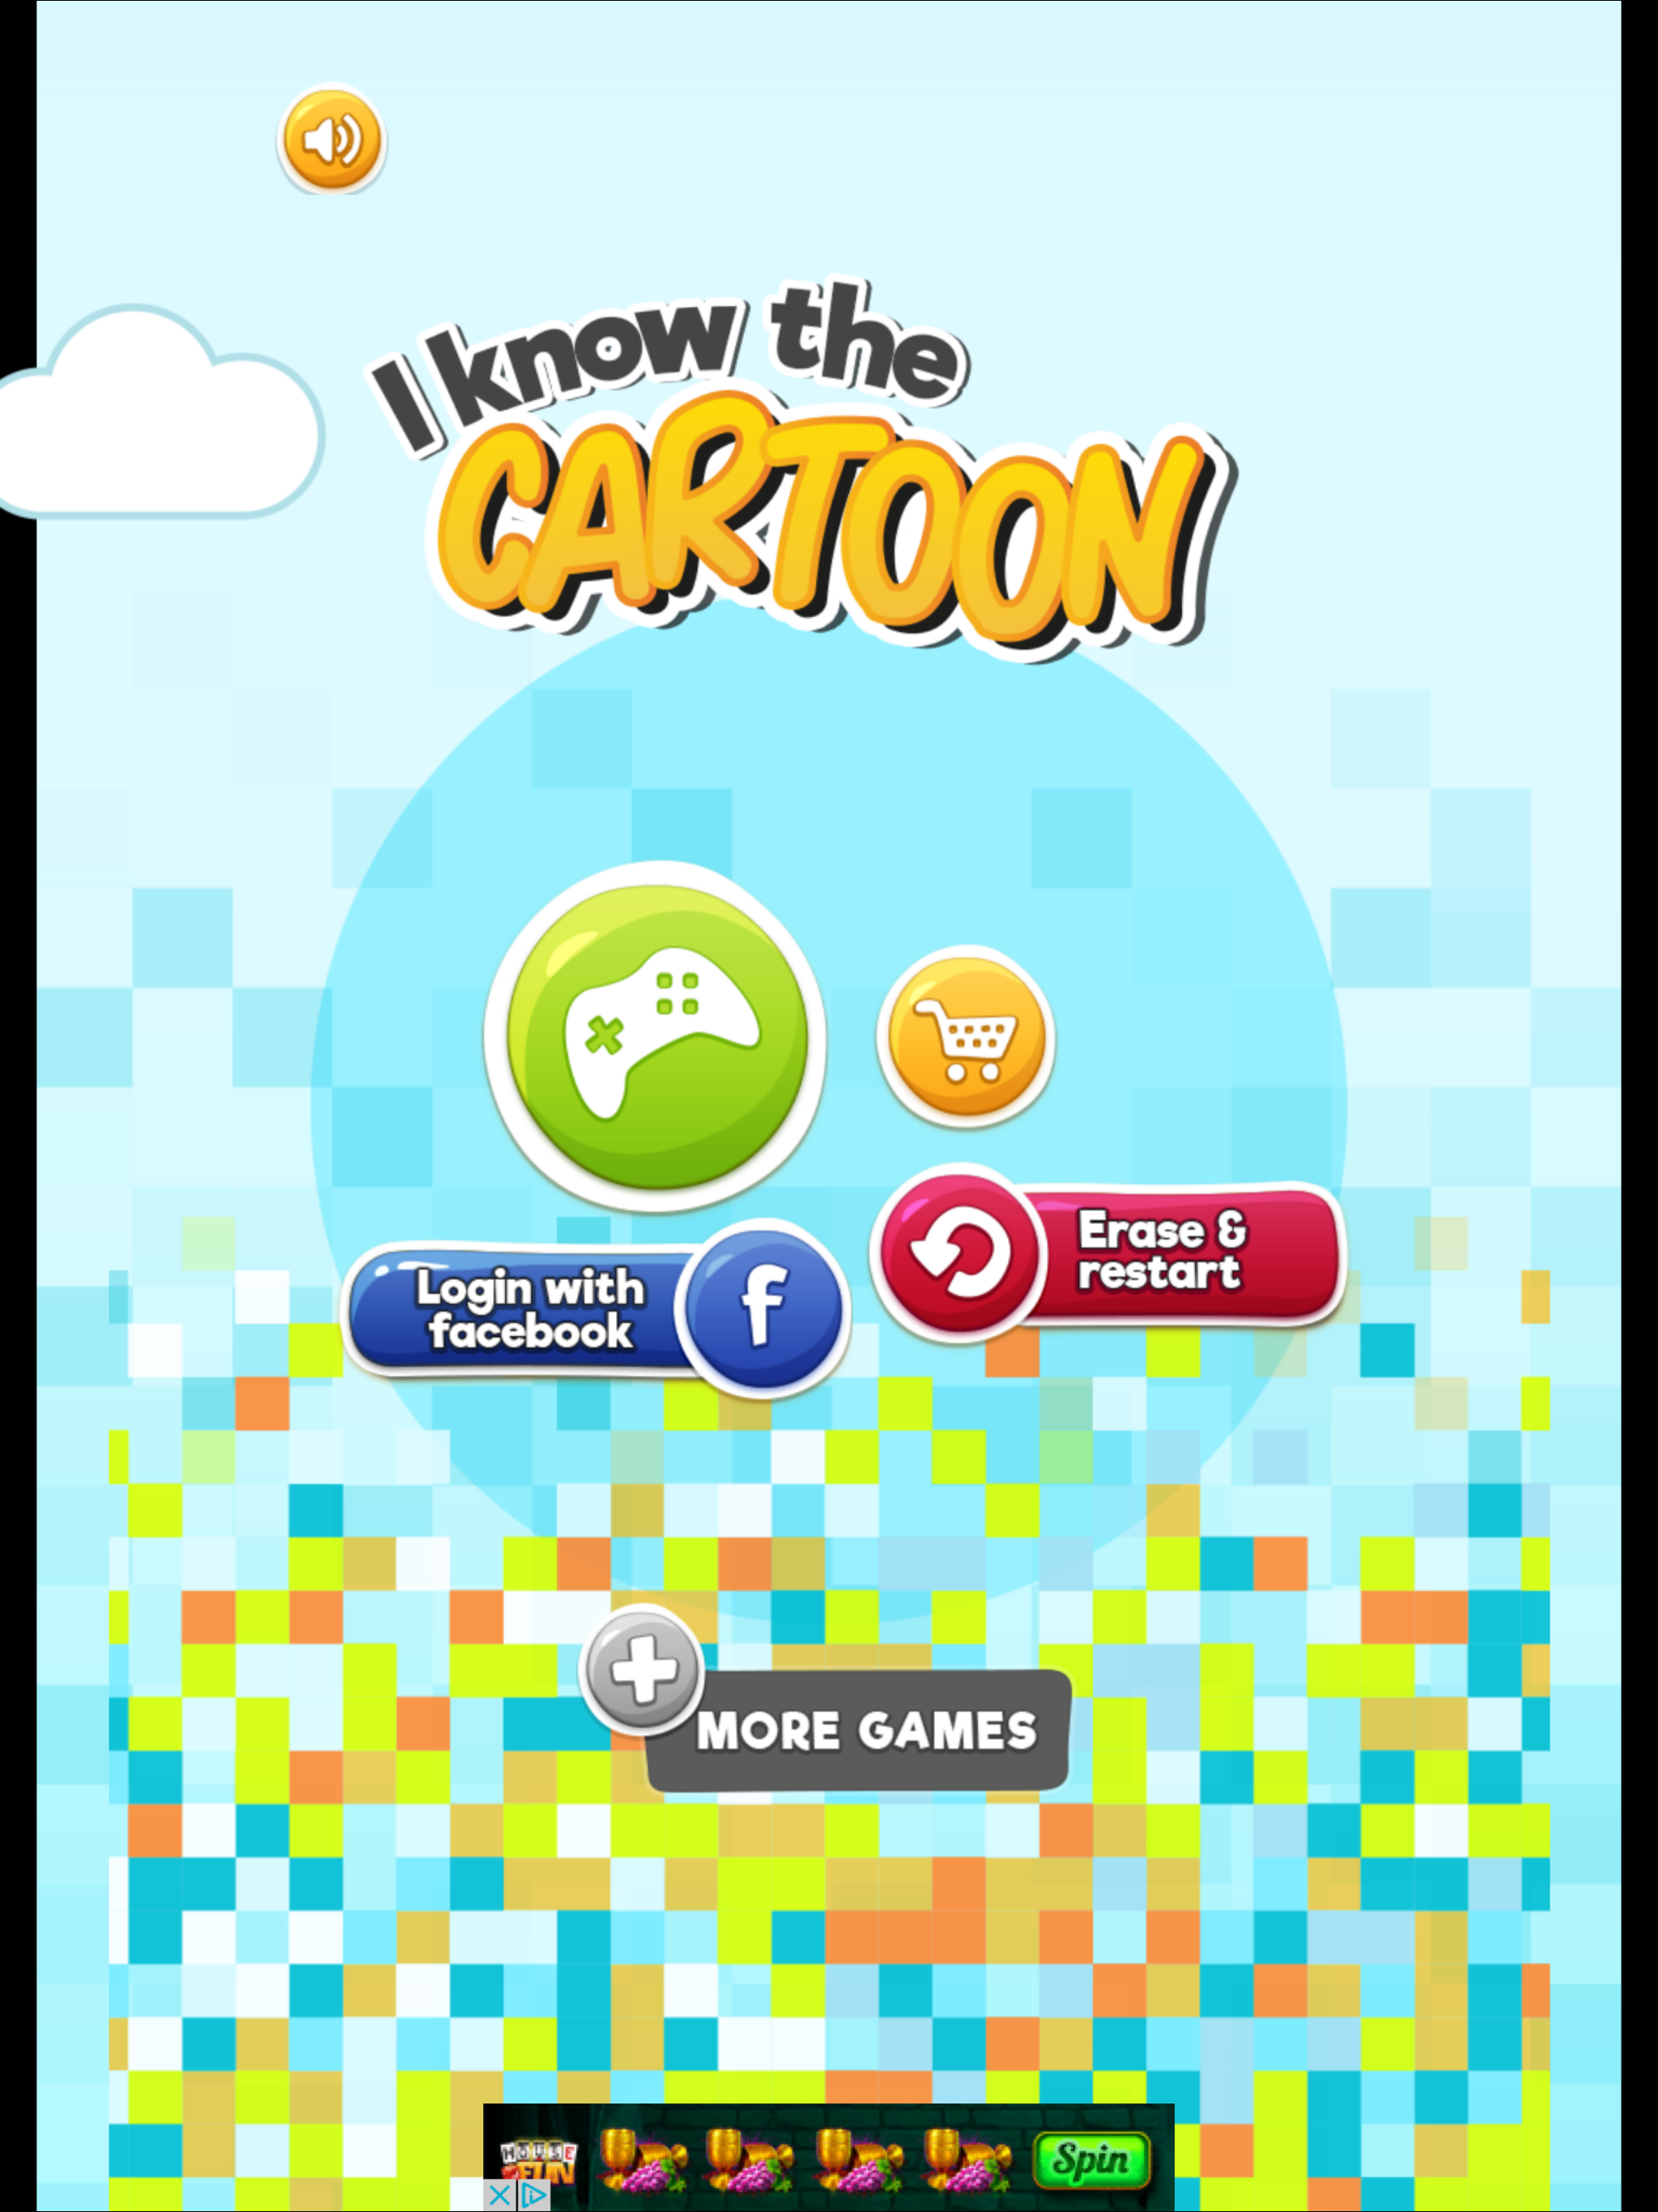 I know the
CARTOON
Erase &
restart
Login with
facebook
MORE GAMES
HOUSE
OF FUN
Spin